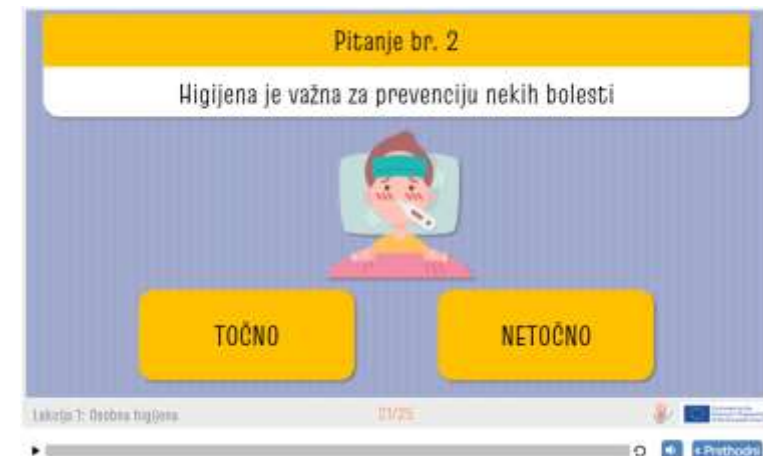 Pitanje br. 2
Higijena je važna za prevenciju nekih bolesti
TOČNO
NETOČNO
Lekcija 1: Osobna higijena
21/25
< Prethodni